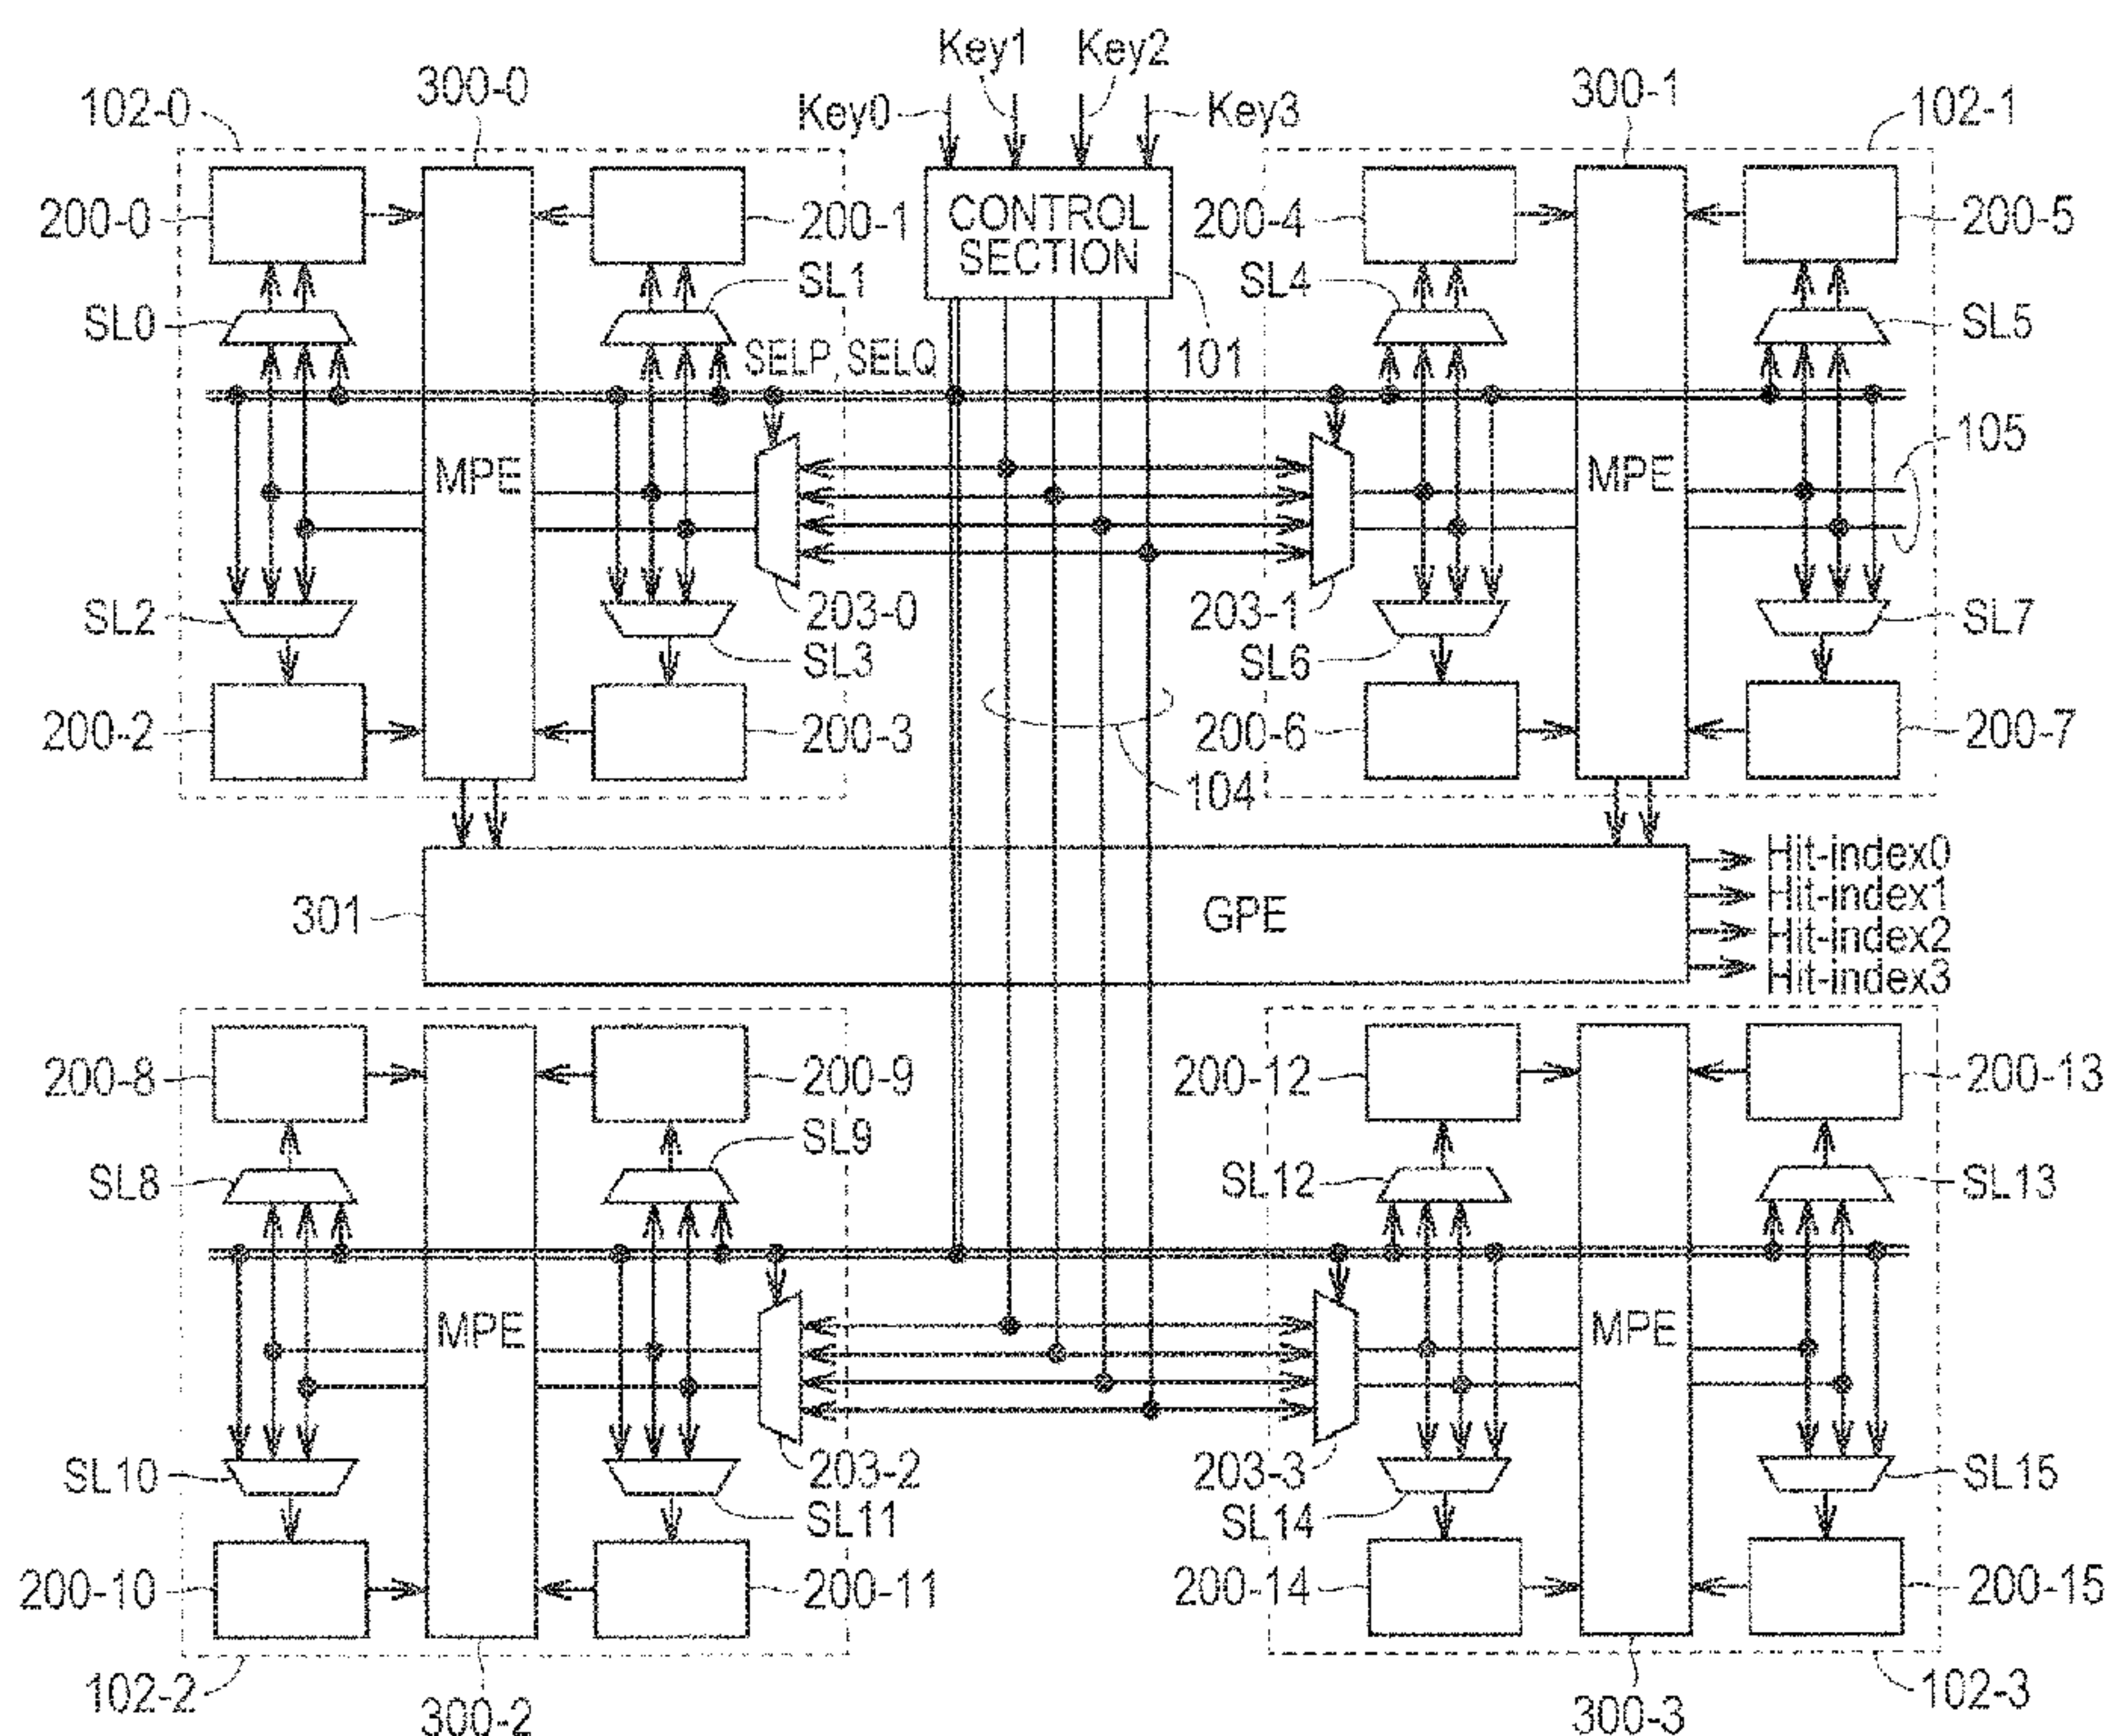 Key1 Key2
102-0 300-0 Key0 Key3 300-1 102-1
200-0 200-1 CONTROL SECTION 200-4 200-5
SL0 SL1 SL4 SL5
SELP, SELQ 101
MPE MPE 105
SL2 203-0 203-1 SL7
SL3 SL6
200-2 200-3 200-6 200-7
104
301 GPE
Hit-index0
Hit-index1
Hit-index2
Hit-index3
200-8 200-9 200-12 200-13
SL8 SL9 SL12 SL13
MPE MPE
SL10 203-2 203-3 SL15
SL11 SL14
200-10 200-11 200-14 200-15
102-2 300-2 300-3 102-3